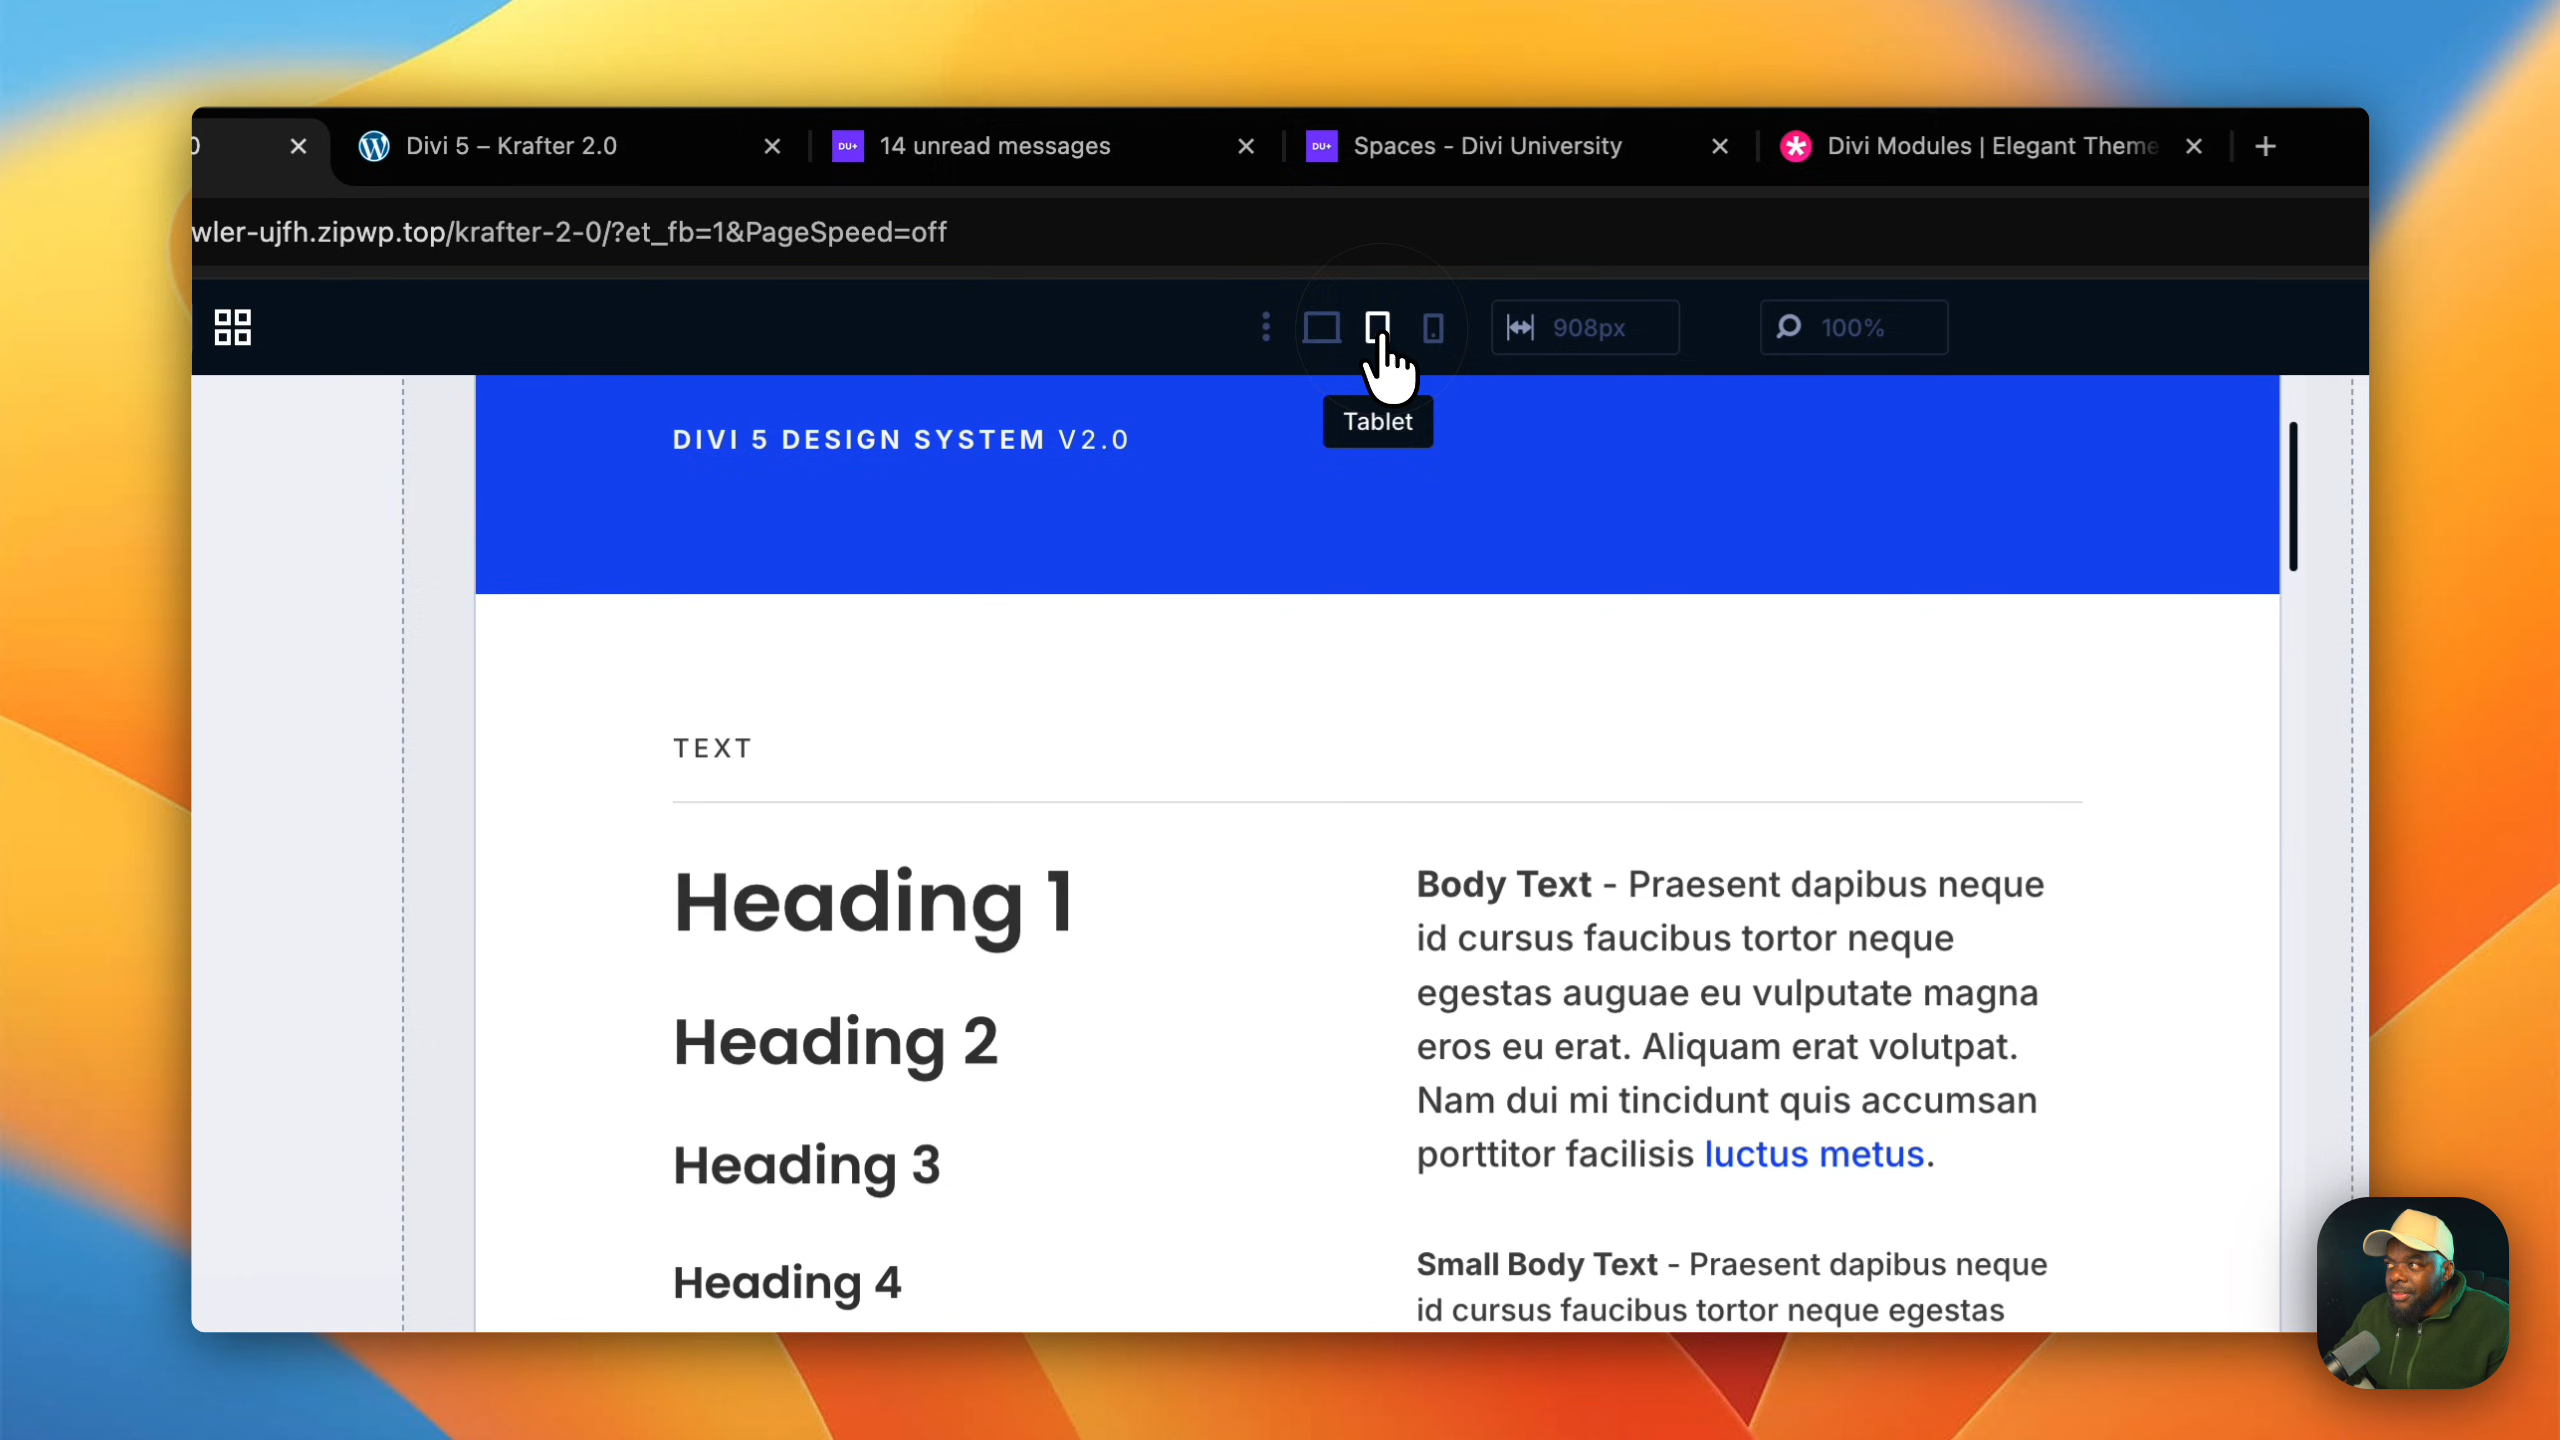 Divi 5 – Krafter 2.0
DU+
14 unread messages
DU+
Spaces - Divi University
Divi Modules | Elegant Theme
wler-ujfh.zipwp.top/krafter-2-0/?et_fb=1&PageSpeed=off
908px
100%
Tablet
DIVI 5 DESIGN SYSTEM V2.0
TEXT
Heading 1
Heading 2
Heading 3
Heading 4
Body Text - Praesent dapibus neque
id cursus faucibus tortor neque
egestas auguae eu vulputate magna
eros eu erat. Aliquam erat volutpat.
Nam dui mi tincidunt quis accumsan
porttitor facilisis luctus metus.
Small Body Text - Praesent dapibus neque
id cursus faucibus tortor neque egestas